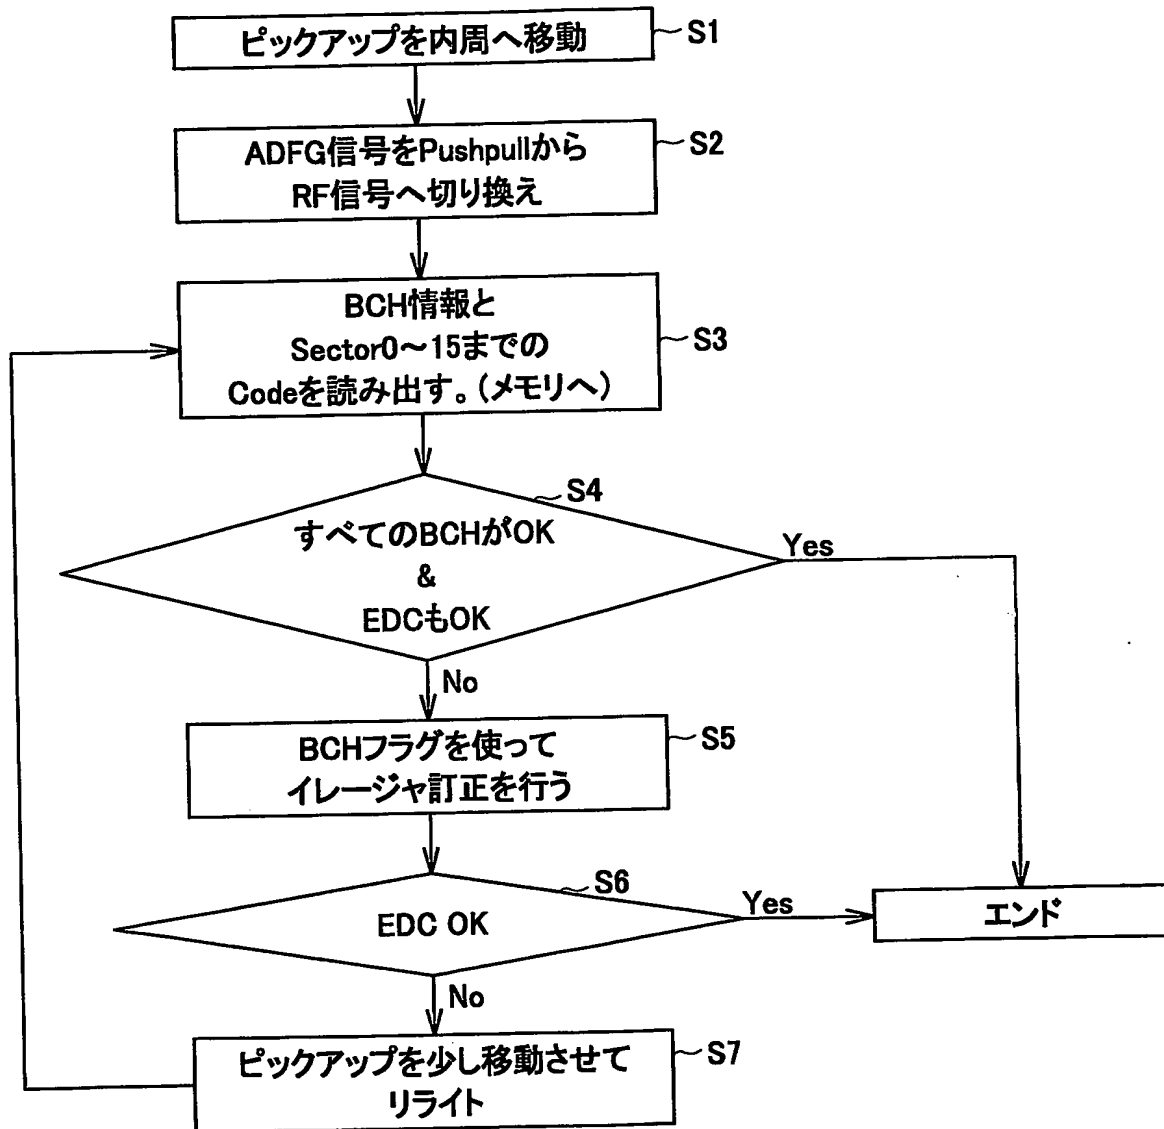 ピックアップを内周へ移動
S1
ADFG信号をPushpullから
RF信号へ切り換え
S2
BCH情報と
Sector0～15までの
Codeを読み出す。(メモリへ)
S3
S4
すべてのBCHがOK
&
EDCもOK
Yes
No
BCHフラグを使って
イレージャ訂正を行う
S5
S6
EDC OK
Yes
エンド
No
ピックアップを少し移動させて
リライト
S7